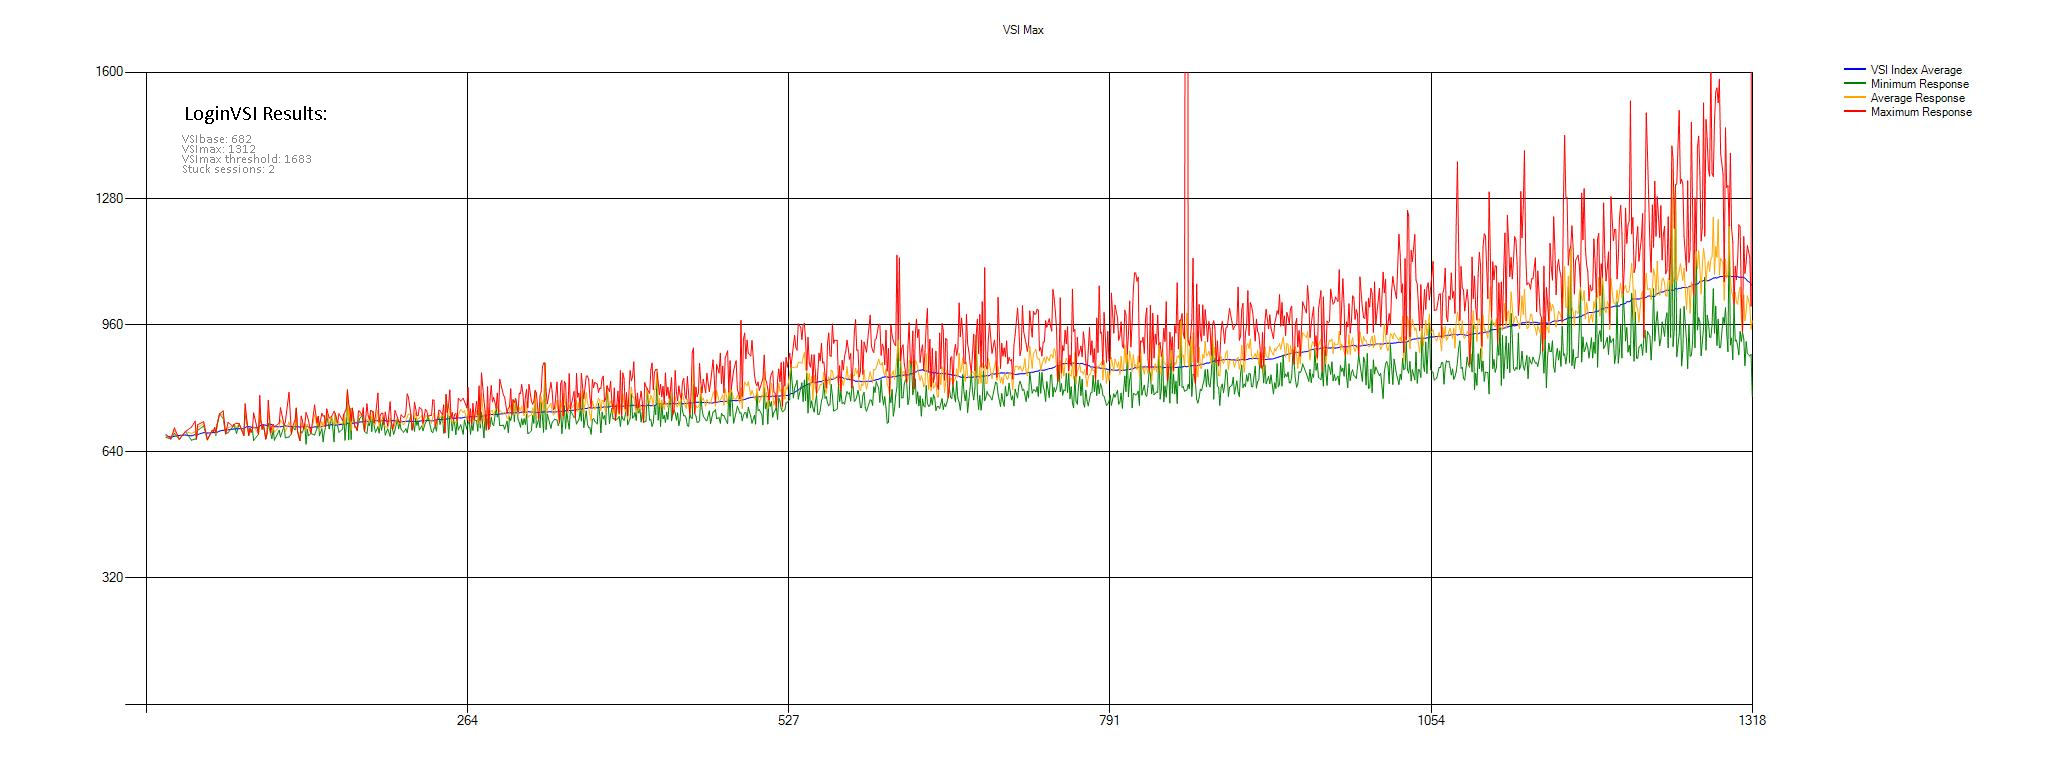 VSI Max
1600
1280
960
640
320
264
527
791
1054
1318
LoginVSI Results:
VSIbase: 682
VSImax: 1312
VSImax threshold: 1683
Stuck sessions: 2
VSI Index Average
Minimum Response
Average Response
Maximum Response